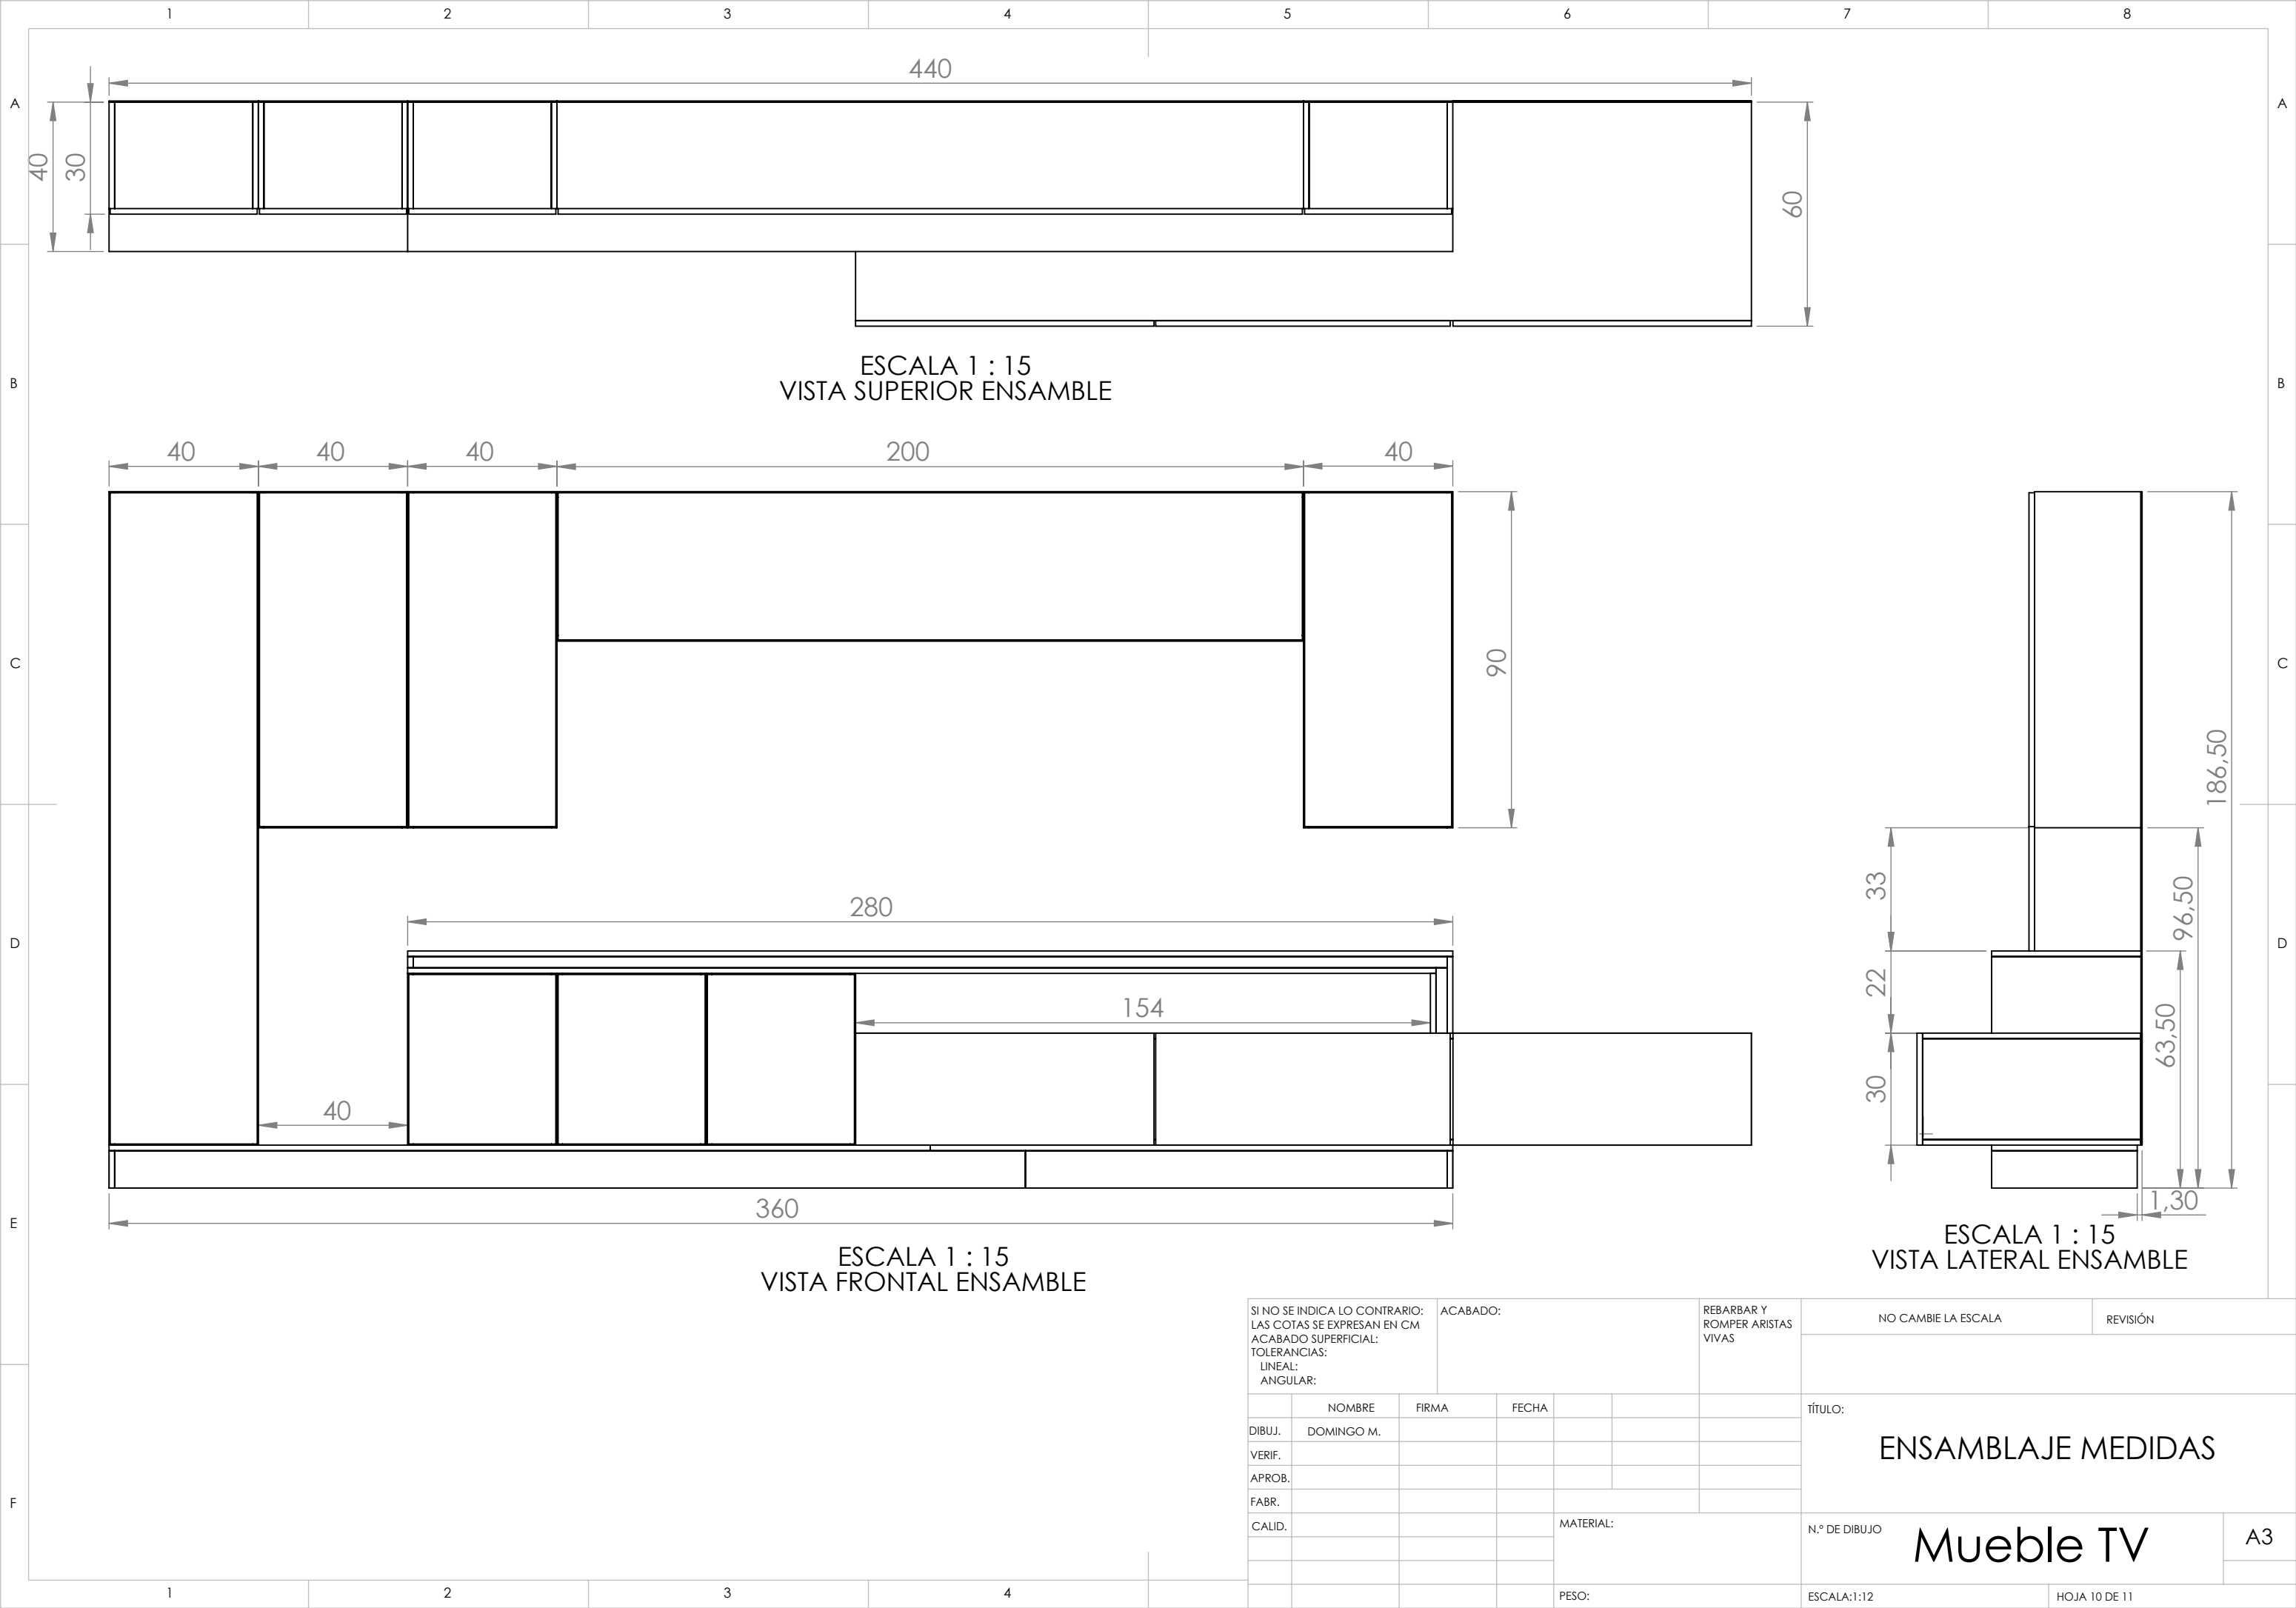 1 2 3 4 5 6 7 8
A A
440
40 30 60
ESCALA 1 : 15
VISTA SUPERIOR ENSAMBLE
B B
40 40 40 200 40
C C
90
186,50
33
96,50
280
D D
22
154
63,50
30
40
1,30
360
E E
ESCALA 1 : 15
VISTA FRONTAL ENSAMBLE
ESCALA 1 : 15
VISTA LATERAL ENSAMBLE
SI NO SE INDICA LO CONTRARIO:
LAS COTAS SE EXPRESAN EN CM
ACABADO SUPERFICIAL:
TOLERANCIAS:
LINEAL:
ANGULAR:
ACABADO:
REBARBAR Y
ROMPER ARISTAS
VIVAS
NO CAMBIE LA ESCALA
REVISIÓN
NOMBRE FIRMA FECHA
DIBUJ. DOMINGO M.
VERIF.
APROB.
FABR.
CALID.
TÍTULO:
ENSAMBLAJE MEDIDAS
F
MATERIAL:
N.º DE DIBUJO
Mueble TV
A3
PESO:
ESCALA:1:12
HOJA 10 DE 11
1 2 3 4